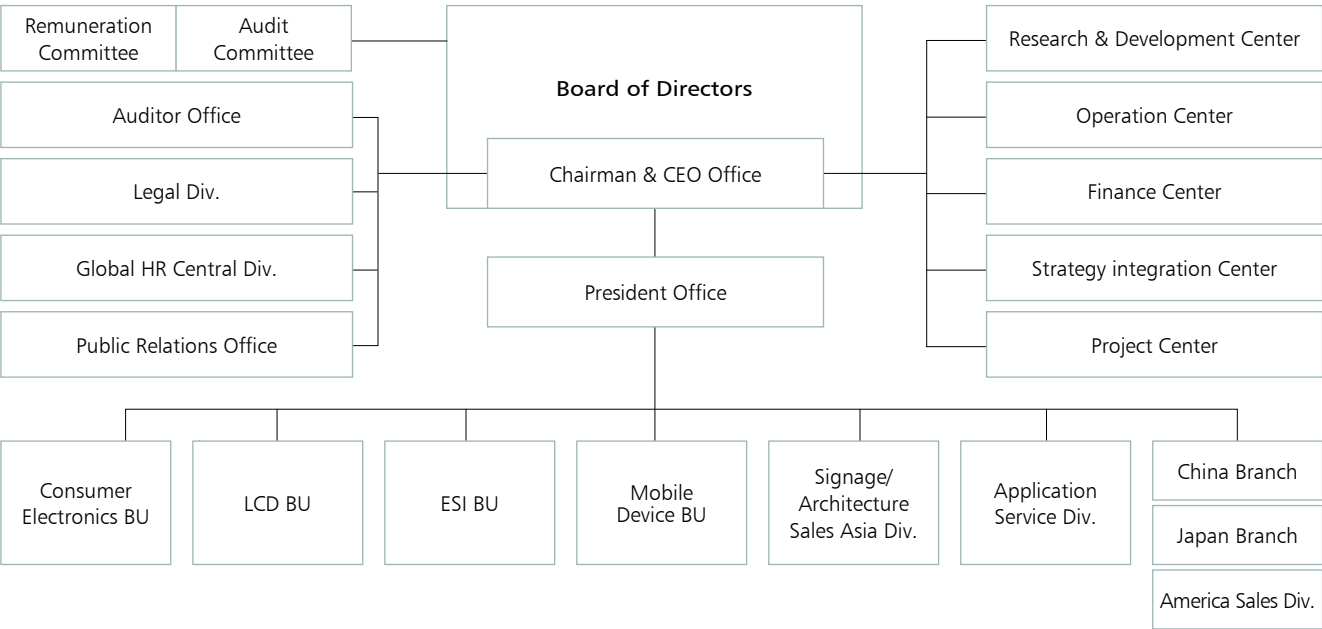 Remuneration
Committee
Audit
Committee
Board of Directors
Research & Development Center
Auditor Office
Operation Center
Legal Div.
Chairman & CEO Office
Finance Center
Global HR Central Div.
President Office
Strategy integration Center
Public Relations Office
Project Center
Consumer
Electronics BU
LCD BU
ESI BU
Mobile
Device BU
Signage/
Architecture
Sales Asia Div.
Application
Service Div.
China Branch
Japan Branch
America Sales Div.